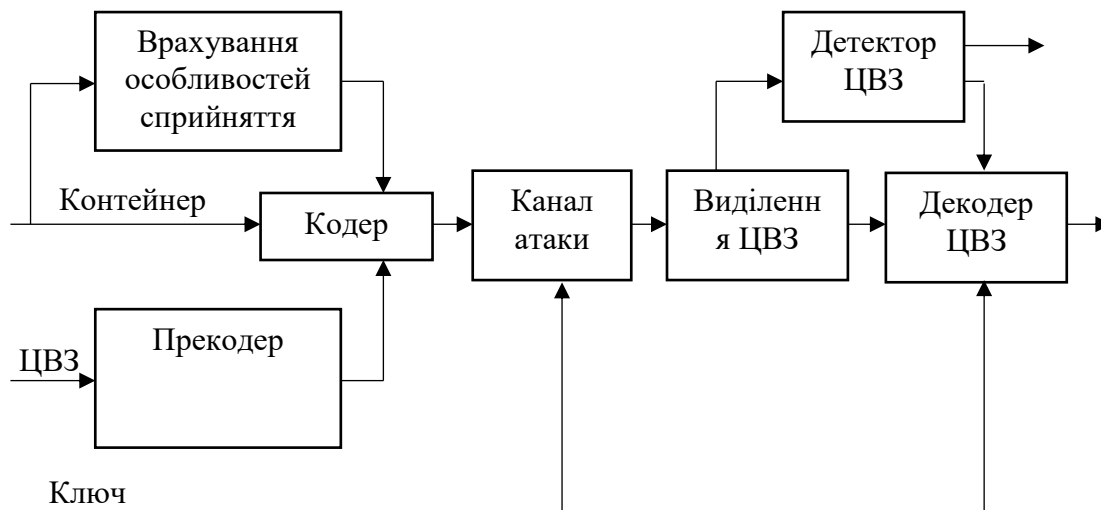 Врахування
особливостей
сприйняття
Детектор
ЦВЗ
Контейнер
Кодер
Канал
атаки
Виділенн
я ЦВЗ
Декодер
ЦВЗ
Прекодер
ЦВЗ
Ключ